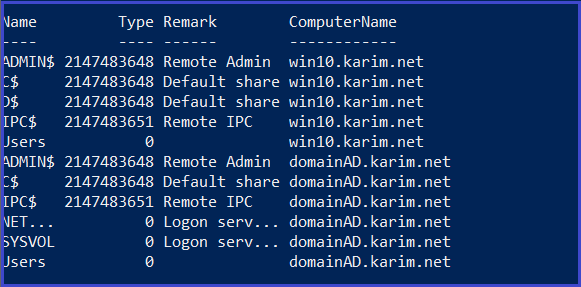 Name           Type Remark        ComputerName
----           ---- ------        ------------
ADMIN$ 2147483648 Remote Admin  win10.karim.net
C$     2147483648 Default share win10.karim.net
D$     2147483648 Default share win10.karim.net
IPC$   2147483651 Remote IPC    win10.karim.net
Users           0               win10.karim.net
ADMIN$ 2147483648 Remote Admin  domainAD.karim.net
C$     2147483648 Default share domainAD.karim.net
IPC$   2147483651 Remote IPC    domainAD.karim.net
NET...          0 Logon serv... domainAD.karim.net
SYSVOL          0 Logon serv... domainAD.karim.net
Users           0               domainAD.karim.net